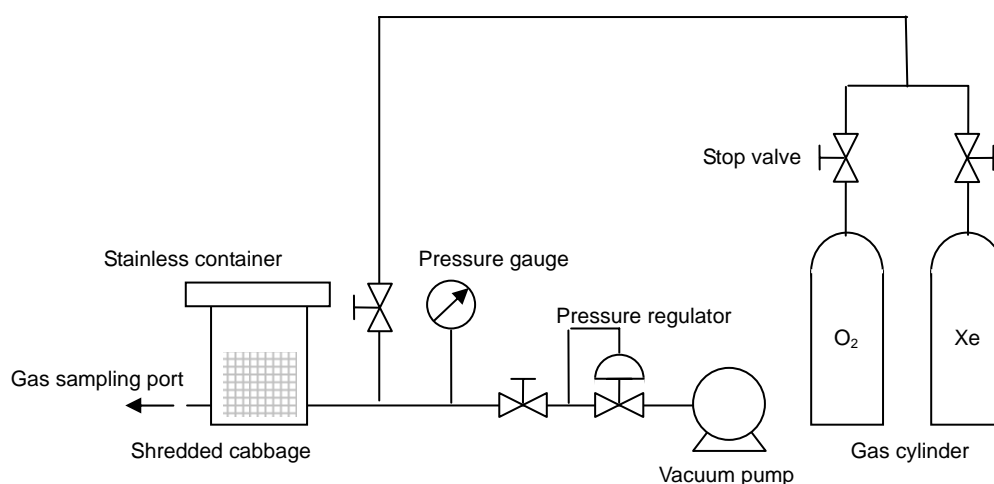 Stop valve
Stainless container
Pressure gauge
Pressure regulator
O₂
Xe
Gas sampling port
Shredded cabbage
Vacuum pump
Gas cylinder